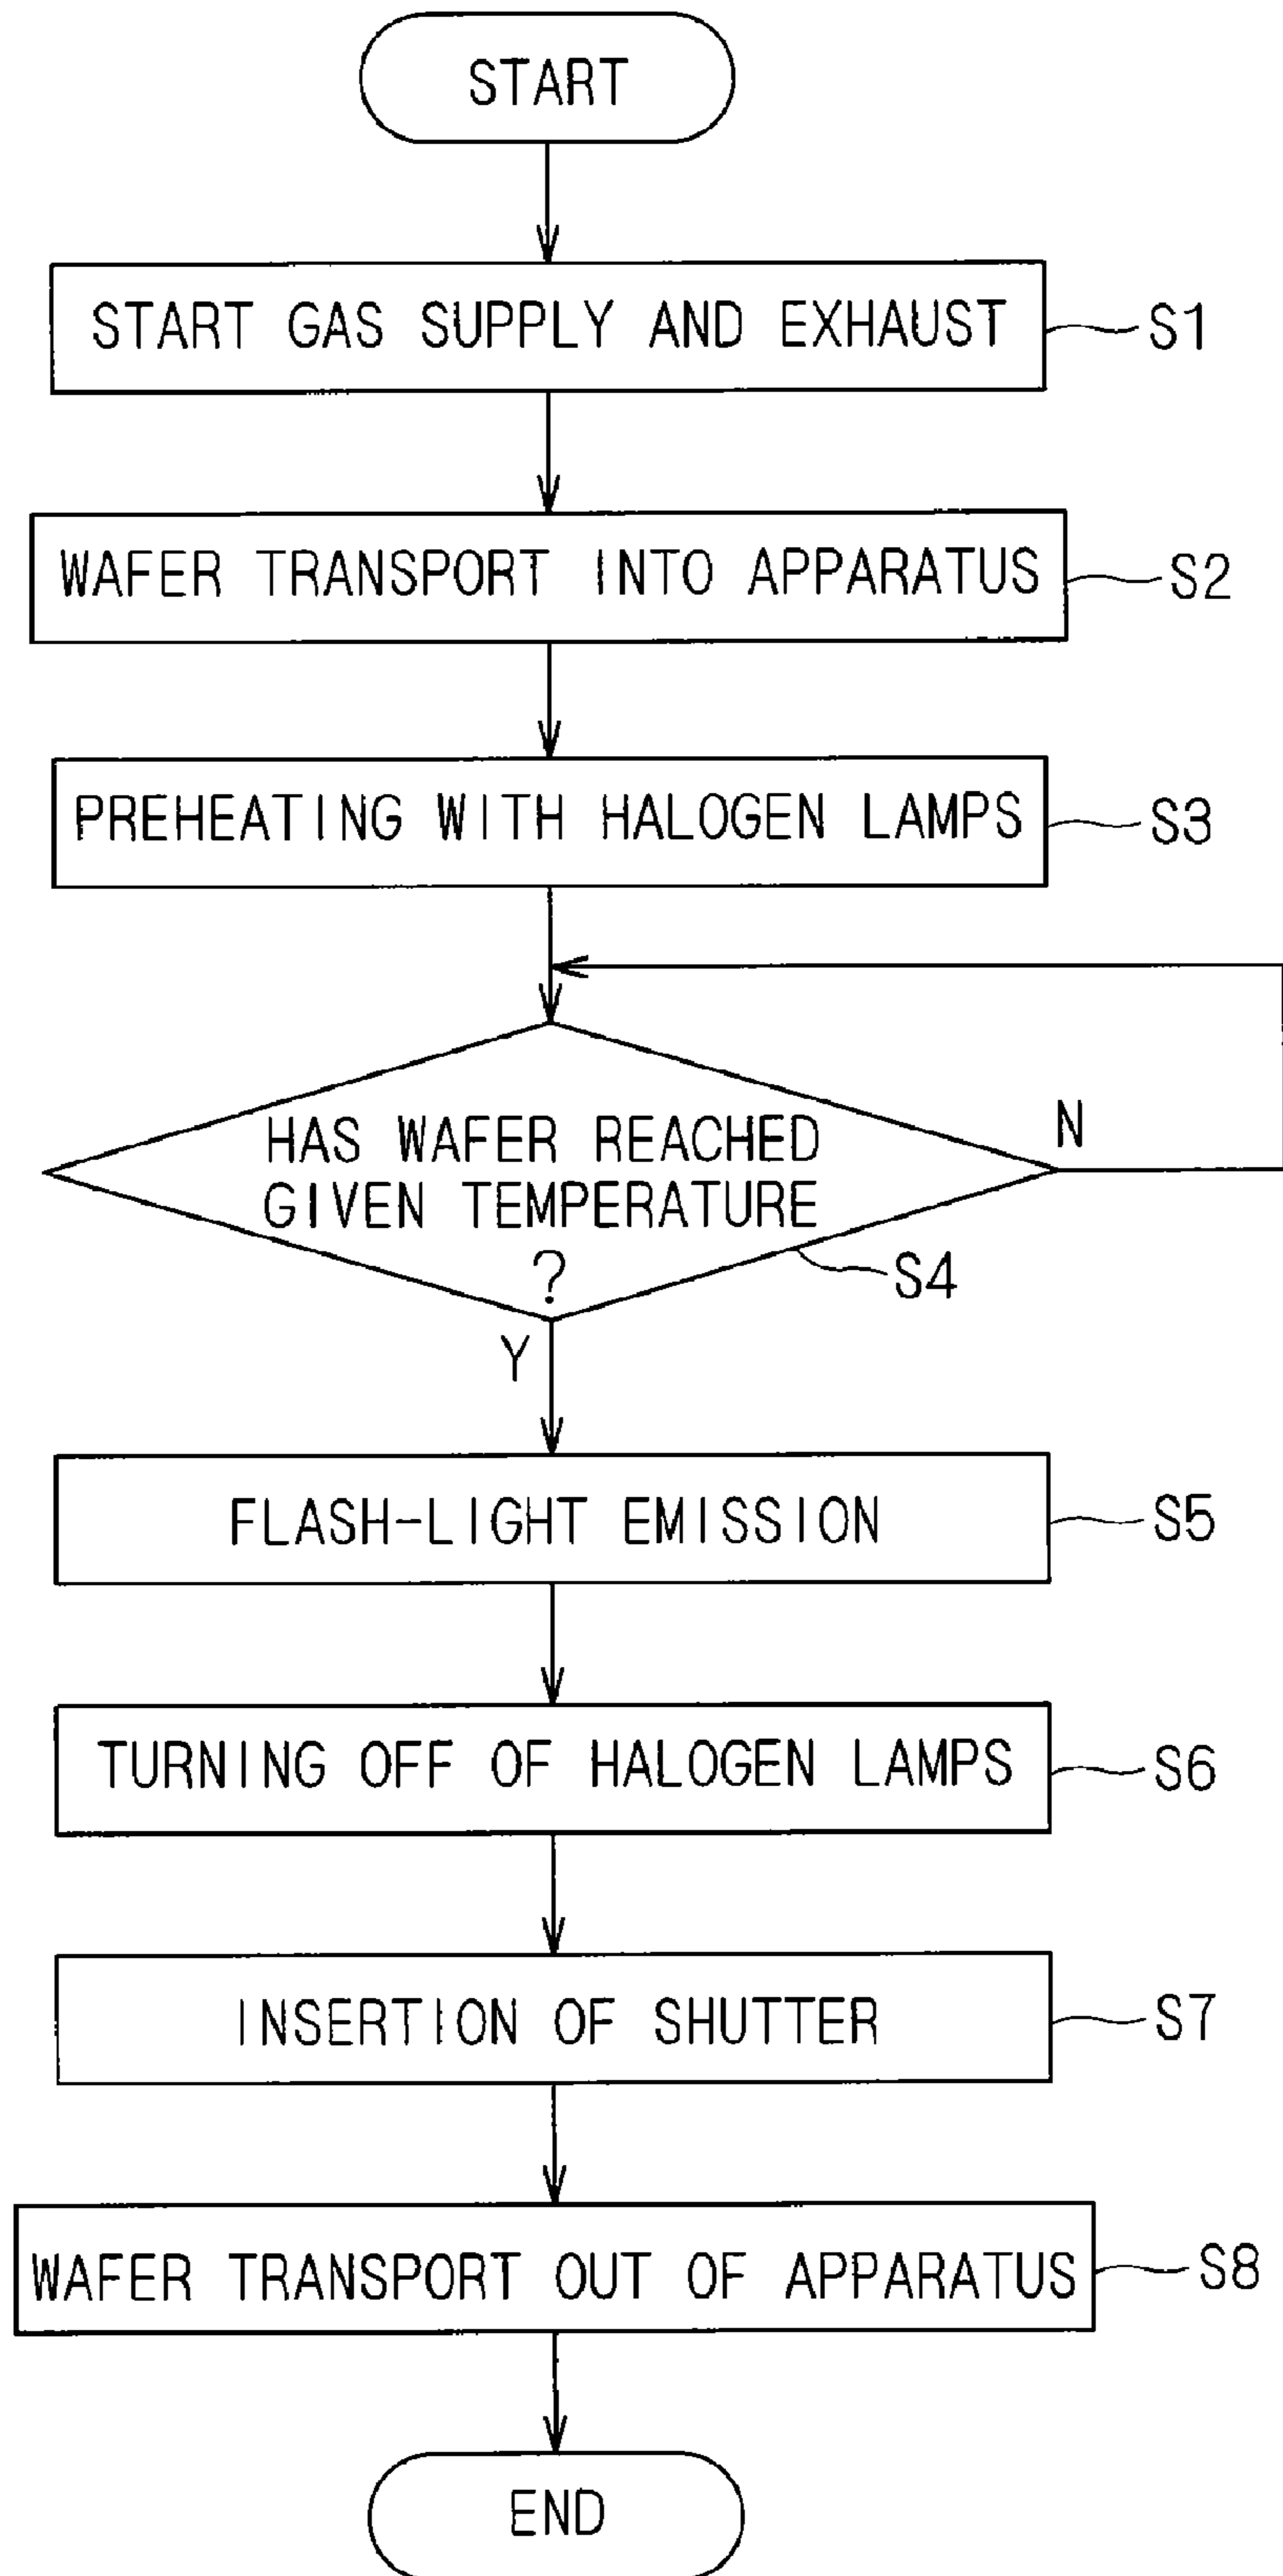 START
START GAS SUPPLY AND EXHAUST
S1
WAFER TRANSPORT INTO APPARATUS
S2
PREHEATING WITH HALOGEN LAMPS
S3
HAS WAFER REACHED
GIVEN TEMPERATURE
?
N
S4
Y
FLASH-LIGHT EMISSION
S5
TURNING OFF OF HALOGEN LAMPS
S6
INSERTION OF SHUTTER
S7
WAFER TRANSPORT OUT OF APPARATUS
S8
END